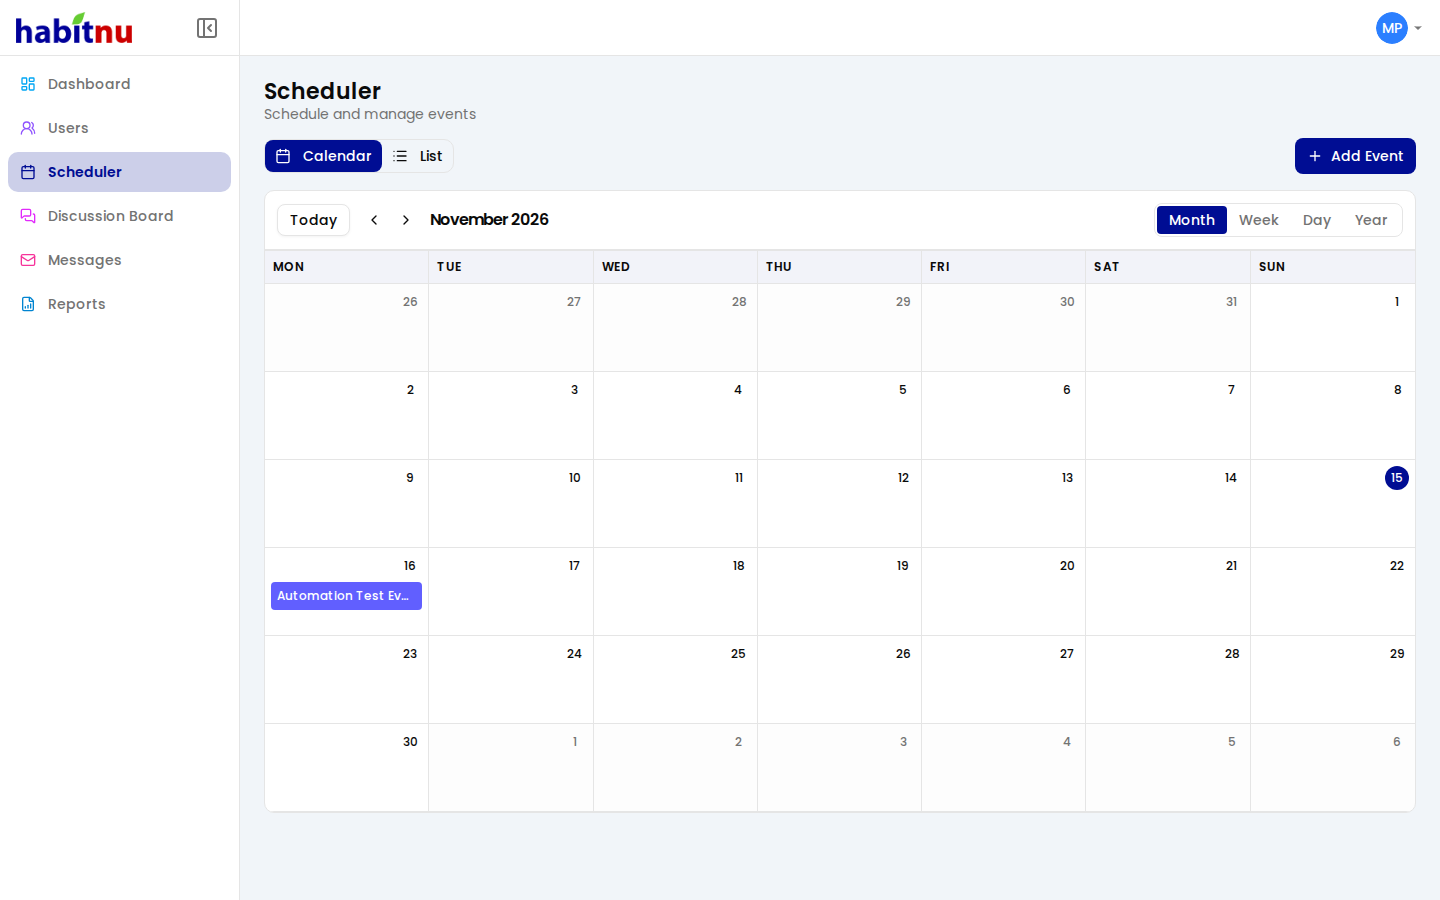 habitnu
MP
Dashboard
Users
Scheduler
Discussion Board
Messages
Reports
Scheduler
Schedule and manage events
Calendar List
Add Event
Today November 2026 Month Week Day Year
MON TUE WED THU FRI SAT SUN
26 27 28 29 30 31 1
2 3 4 5 6 7 8
9 10 11 12 13 14 15
16 17 18 19 20 21 22
Automation Test Ev...
23 24 25 26 27 28 29
30 1 2 3 4 5 6